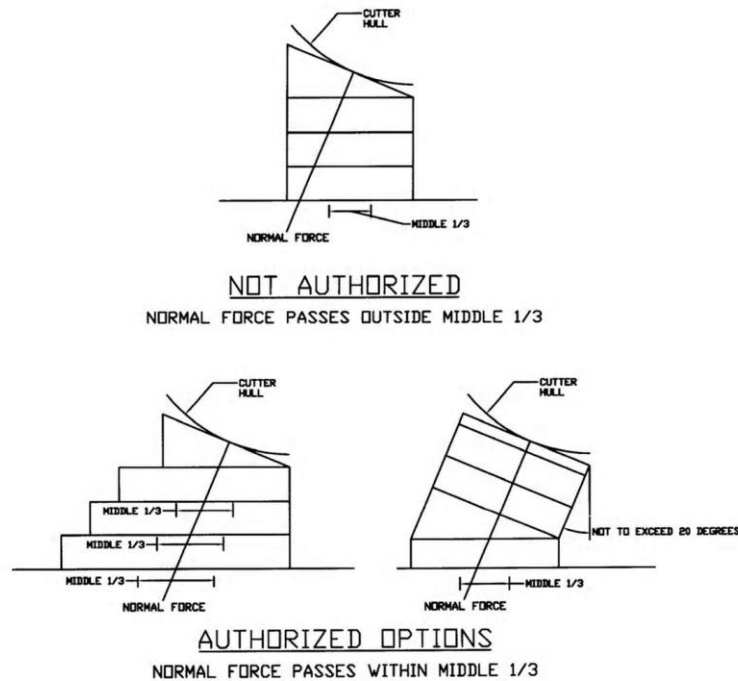 CUTTER
HULL
MIDDLE 1/3
NORMAL FORCE
NOT AUTHORIZED
NORMAL FORCE PASSES OUTSIDE MIDDLE 1/3
CUTTER
HULL
MIDDLE 1/3
MIDDLE 1/3
MIDDLE 1/3
NORMAL FORCE
CUTTER
HULL
NOT TO EXCEED 20 DEGREES
MIDDLE 1/3
NORMAL FORCE
AUTHORIZED OPTIONS
NORMAL FORCE PASSES WITHIN MIDDLE 1/3